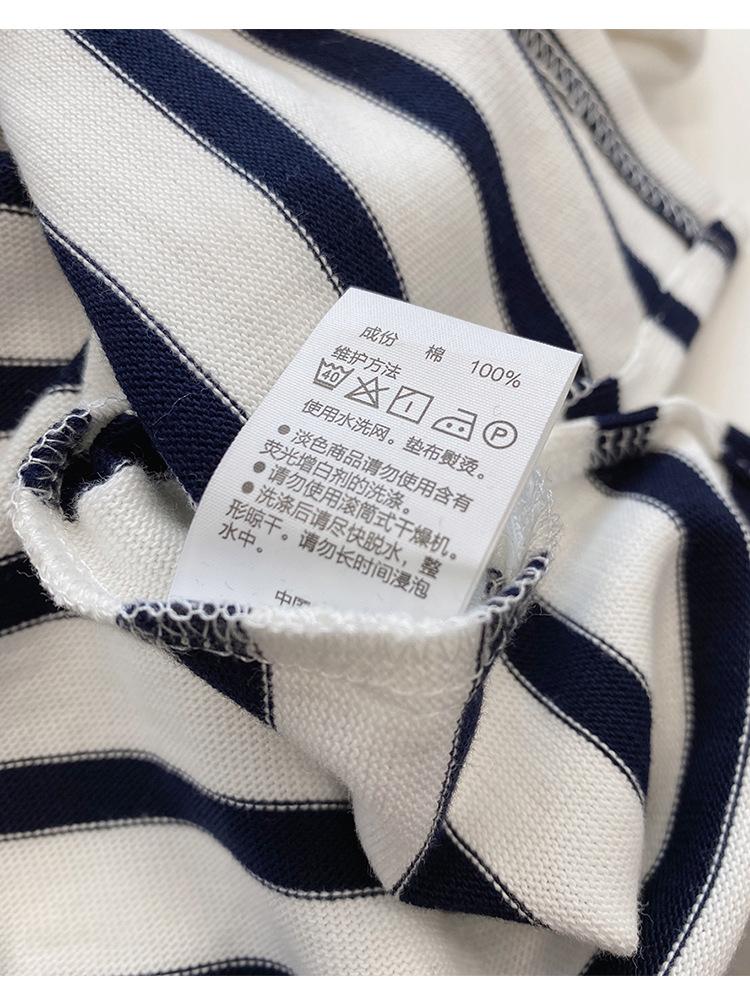 成份 棉 100%
维护方法
40 P
使用水洗网。垫布熨烫。
●淡色商品请勿使用含有
荧光增白剂的洗涤。
●请勿使用滚筒式干燥机。
●洗涤后请尽快脱水，整
形晾干。请勿长时间浸泡
水中。
中国